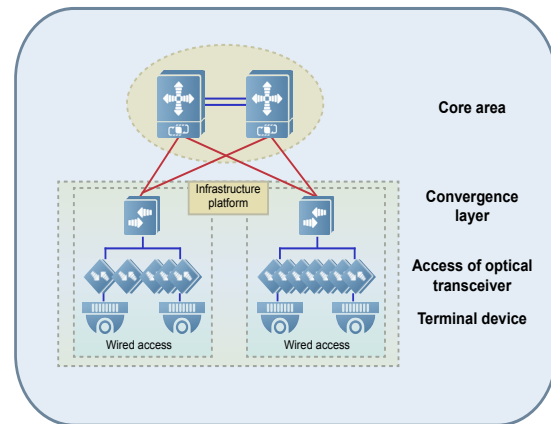 Core area
Infrastructure
platform
Convergence
layer
Access of optical
transceiver
Terminal device
Wired access
Wired access